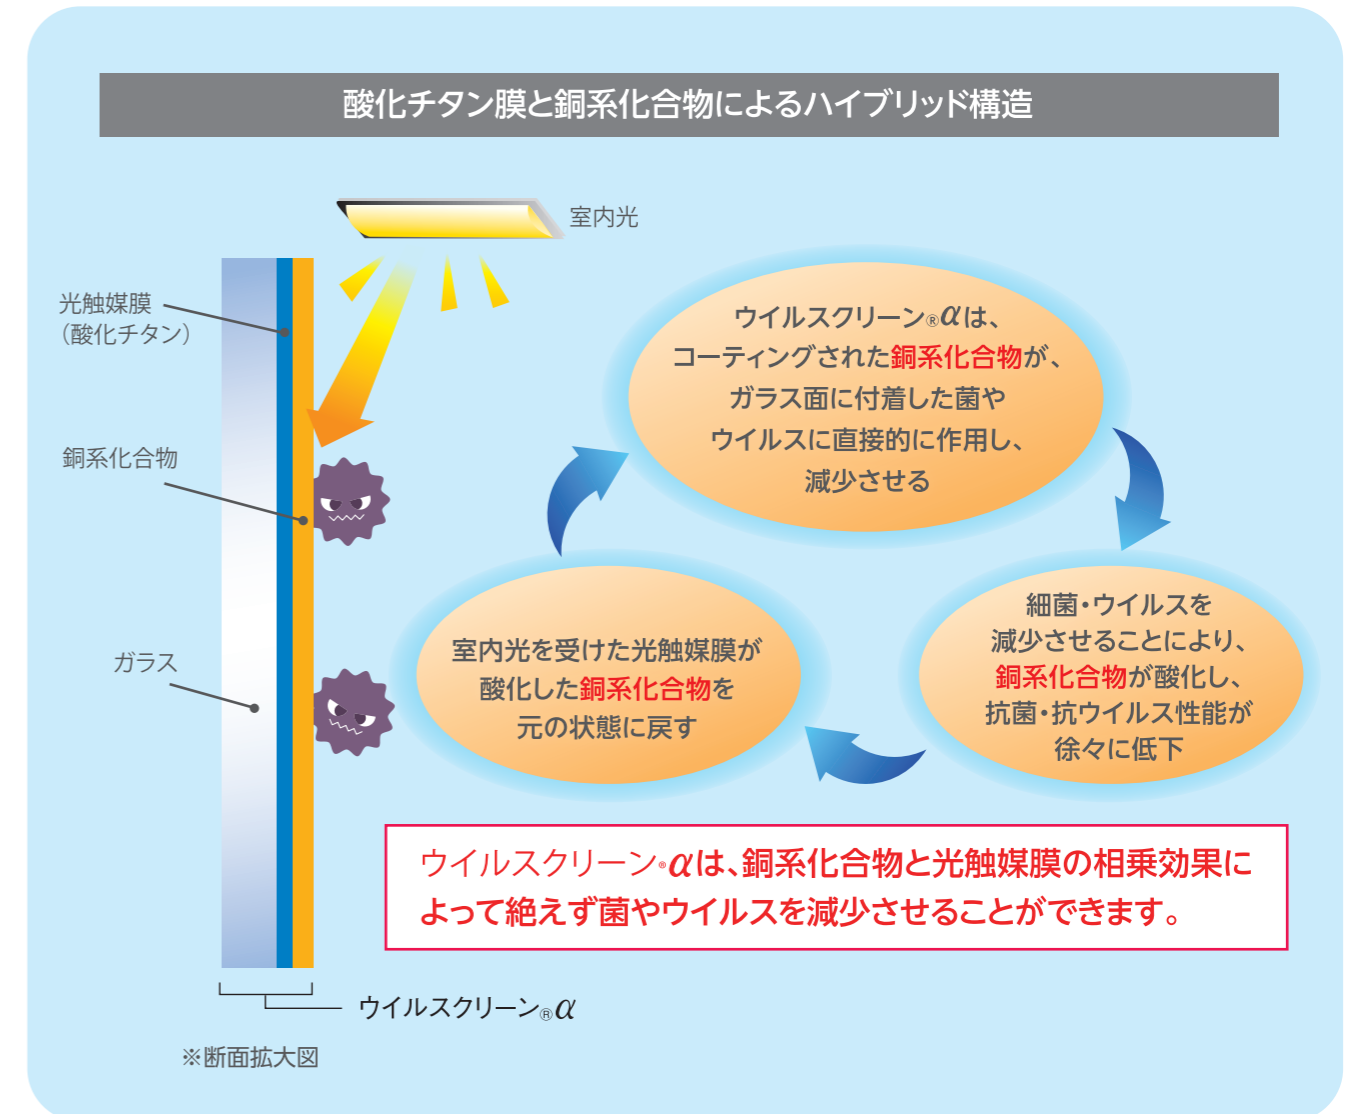 酸化チタン膜と銅系化合物によるハイブリッド構造
室内光
光触媒膜
（酸化チタン）
銅系化合物
ガラス
ウイルスクリーン®αは、
コーティングされた銅系化合物が、
ガラス面に付着した菌や
ウイルスに直接的に作用し、
減少させる
細菌・ウイルスを
減少させることにより、
銅系化合物が酸化し、
抗菌・抗ウイルス性能が
徐々に低下
室内光を受けた光触媒膜が
酸化した銅系化合物を
元の状態に戻す
ウイルスクリーン®αは、銅系化合物と光触媒膜の相乗効果に
よって絶えず菌やウイルスを減少させることができます。
ウイルスクリーン®α
※断面拡大図